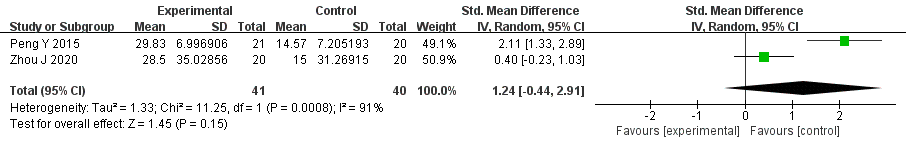 Experimental Control Std. Mean Difference Std. Mean Difference
Study or Subgroup Mean SD Total Mean SD Total Weight IV, Random, 95% CI IV, Random, 95% CI
Peng Y 2015 29.83 6.996906 21 14.57 7.205193 20 49.1% 2.11 [1.33, 2.89]
Zhou J 2020 28.5 35.02856 20 15 31.26915 20 50.9% 0.40 [-0.23, 1.03]
Total (95% CI) 41 40 100.0% 1.24 [-0.44, 2.91]
Heterogeneity: Tau² = 1.33; Chi² = 11.25, df = 1 (P = 0.0008); I² = 91%
Test for overall effect: Z = 1.45 (P = 0.15)
-2 -1 0 1 2
Favours [experimental] Favours [control]